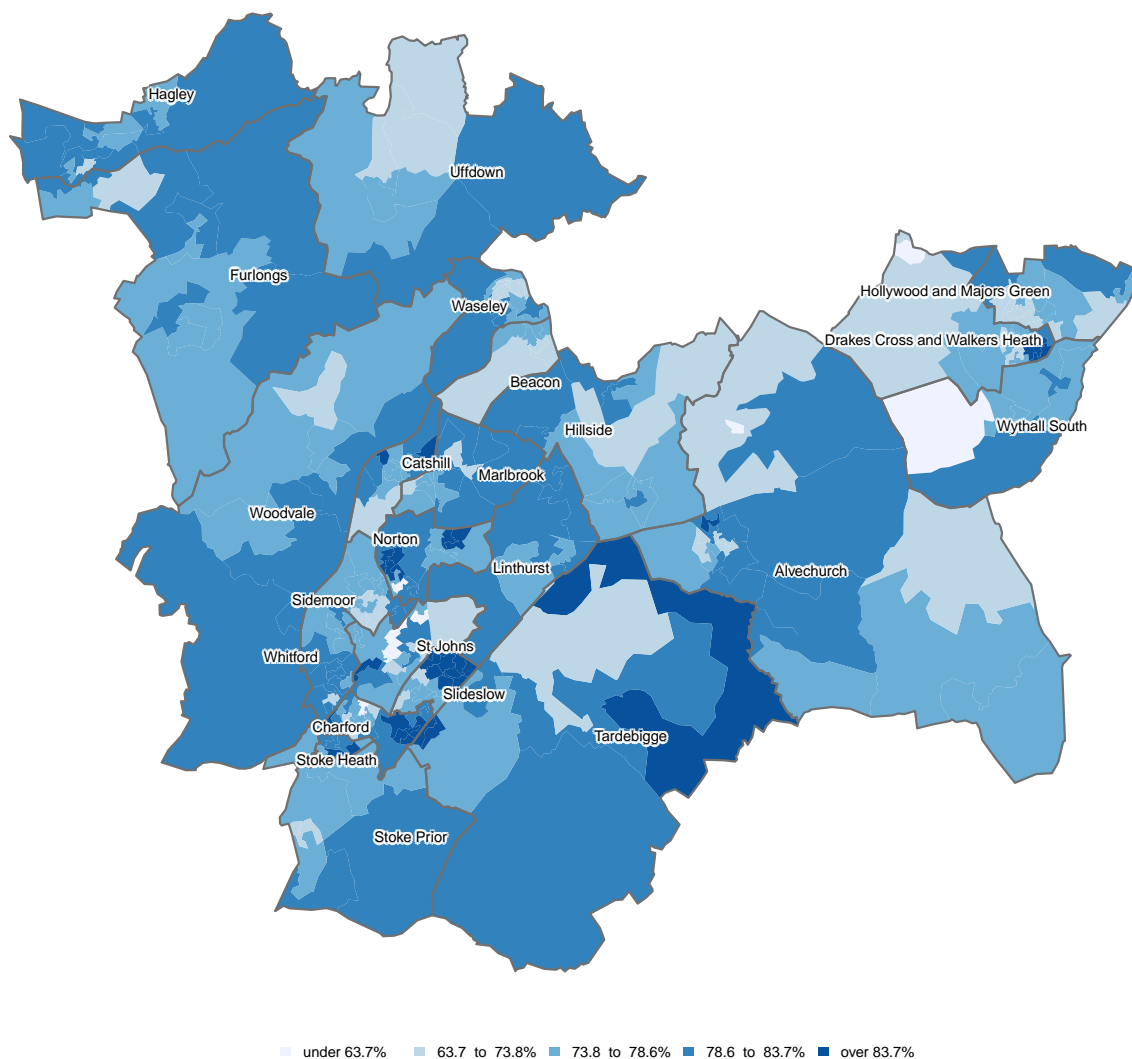 Hagley
Uffdown
Furlongs
Hollywood and Majors Green
Waseley
Drakes Cross and Walkers Heath
Beacon
Wythall South
Hillside
Catshill
Marlbrook
Woodvale
Norton
Linthurst
Alvechurch
Sidemoor
St Johns
Whitford
Slideslow
Charford
Tardebigge
Stoke Heath
Stoke Prior
under 63.7% 63.7 to 73.8% 73.8 to 78.6% 78.6 to 83.7% over 83.7%